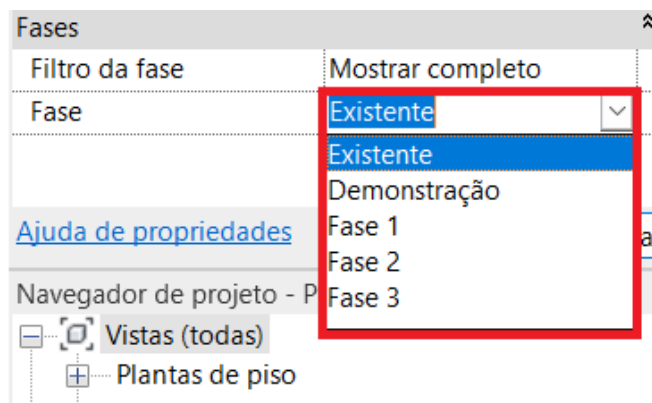 Fases
Filtro da fase Mostrar completo
Fase Existente
Existente
Demonstração
Fase 1
Fase 2
Fase 3
Ajuda de propriedades
Navegador de projeto - P
Vistas (todas)
Plantas de piso